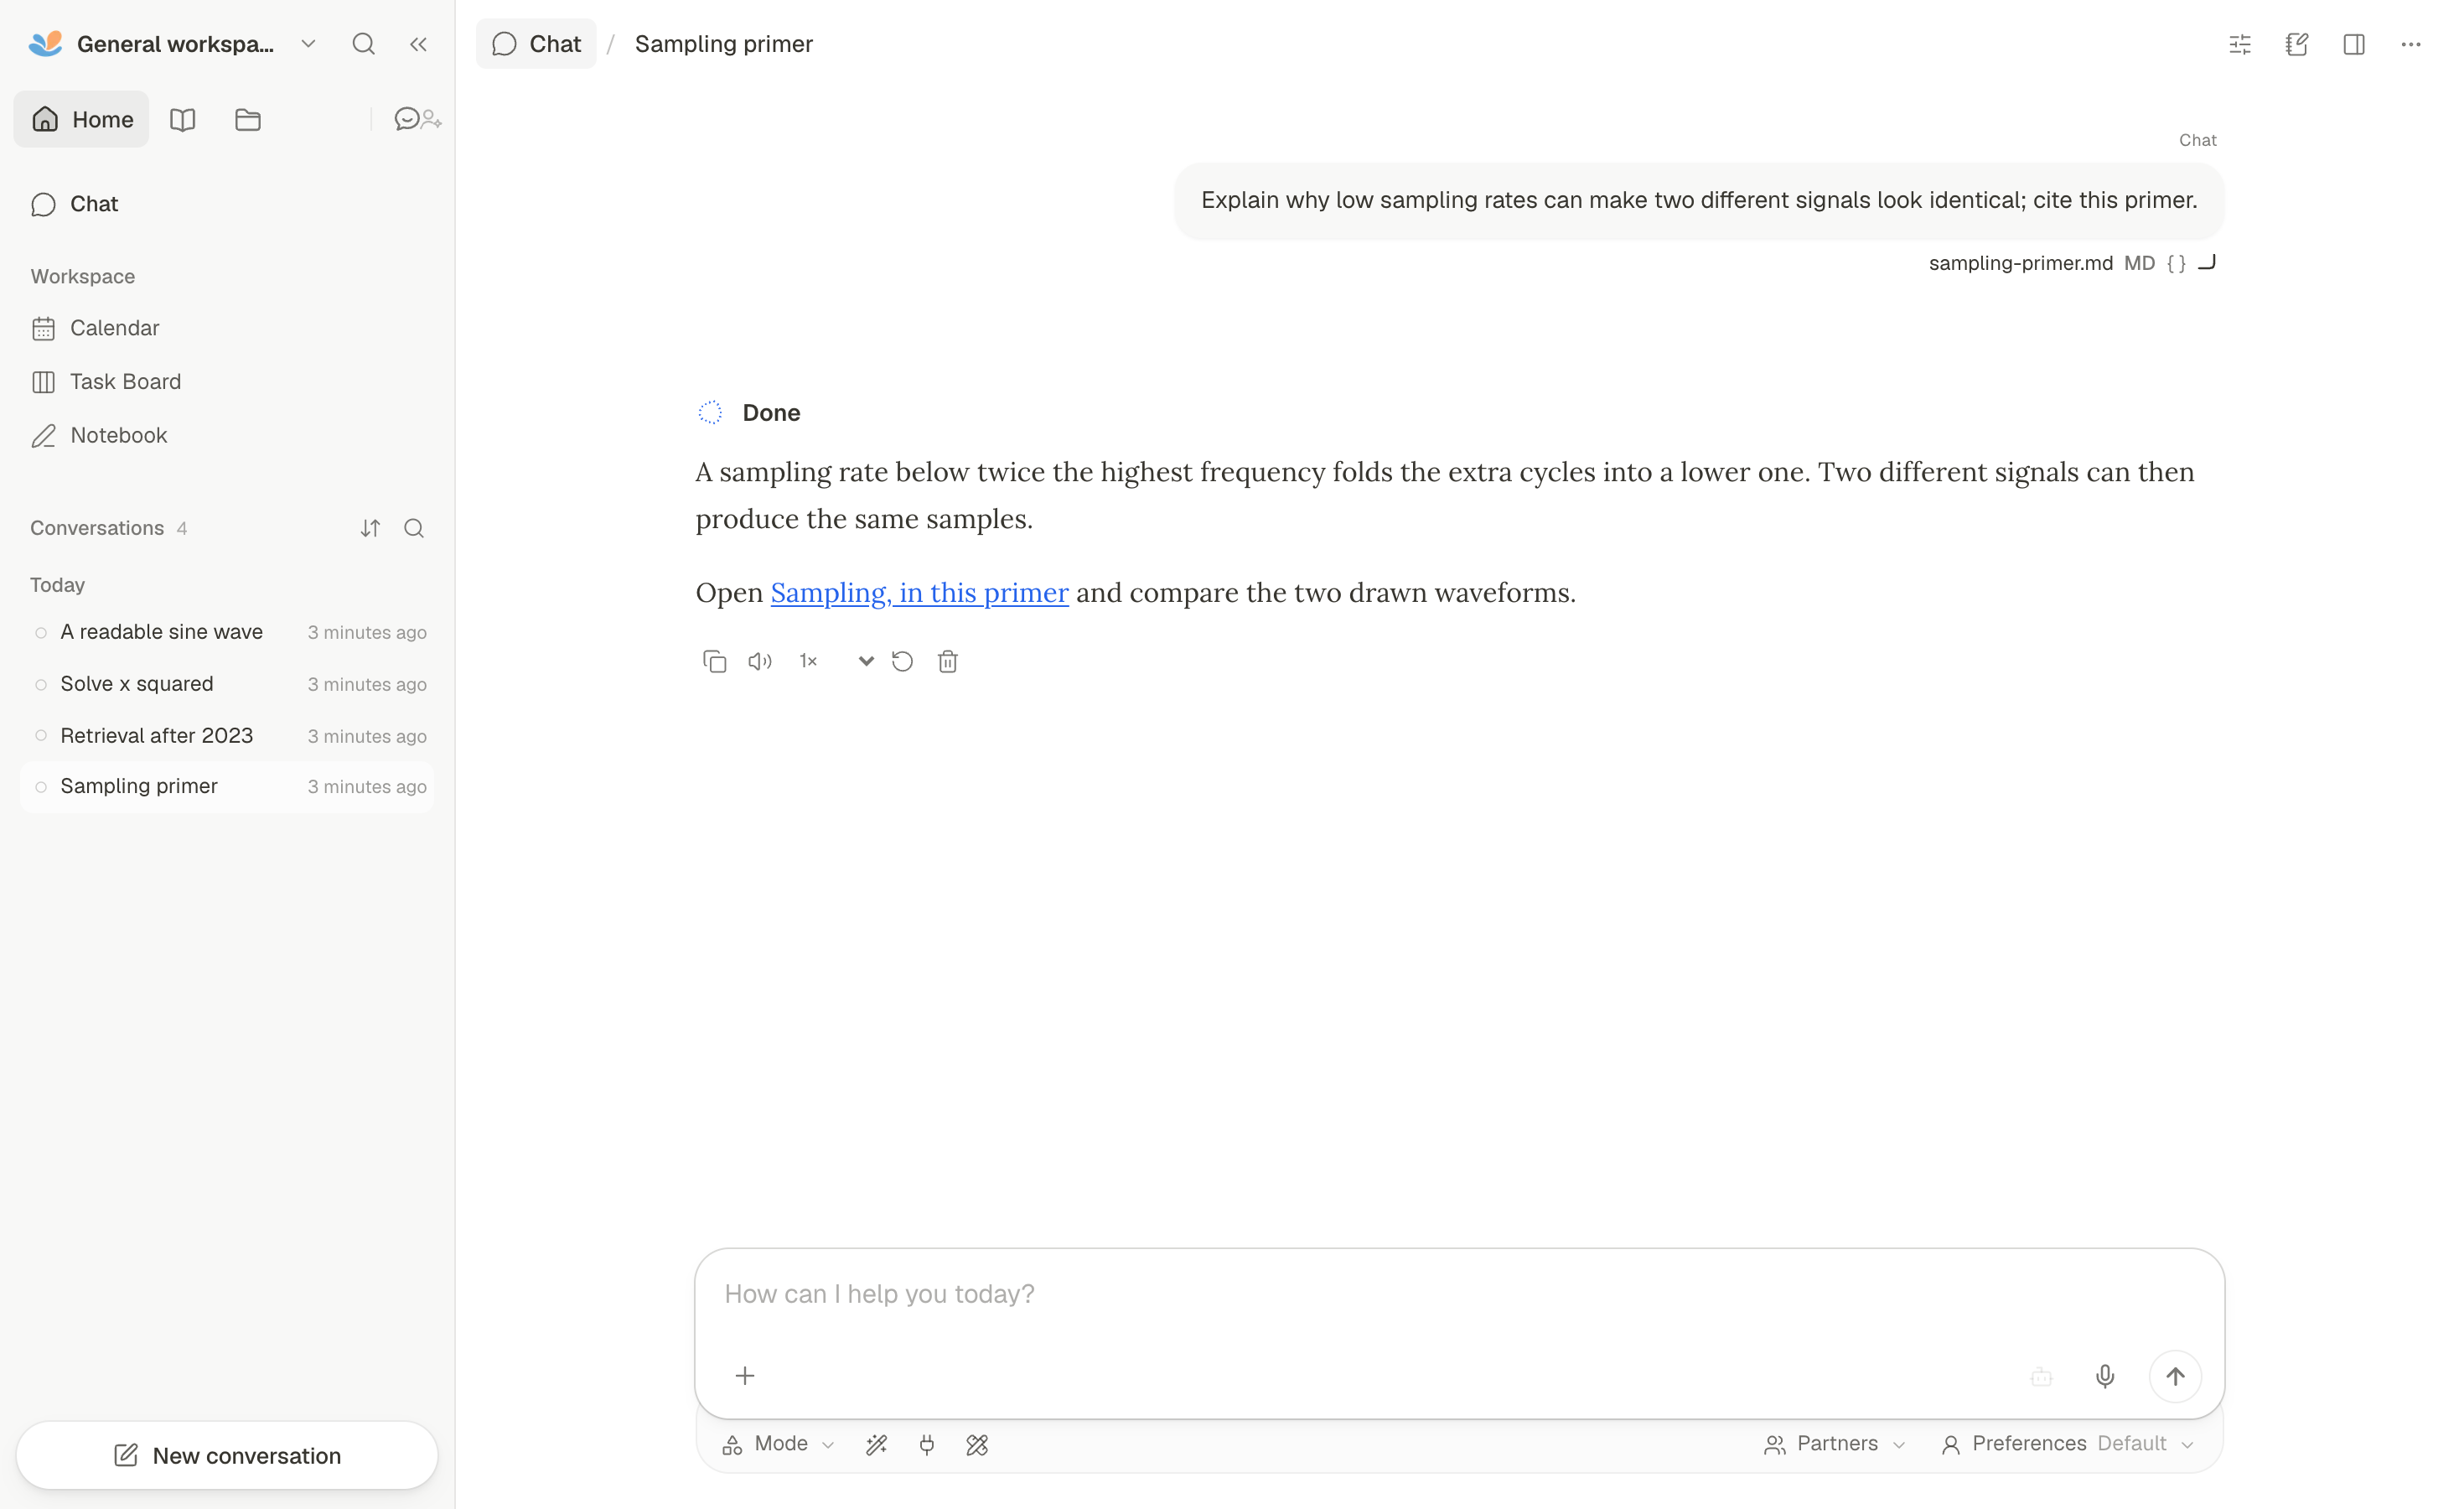 General workspa...
Home
Chat
Workspace
Calendar
Task Board
Notebook
Conversations 4
Today
A readable sine wave 3 minutes ago
Solve x squared 3 minutes ago
Retrieval after 2023 3 minutes ago
Sampling primer 3 minutes ago
New conversation
Chat / Sampling primer
Chat
Explain why low sampling rates can make two different signals look identical; cite this primer.
sampling-primer.md MD { }
Done
A sampling rate below twice the highest frequency folds the extra cycles into a lower one. Two different signals can then
produce the same samples.
Open Sampling, in this primer and compare the two drawn waveforms.
1×
How can I help you today?
Mode
Partners
Preferences Default